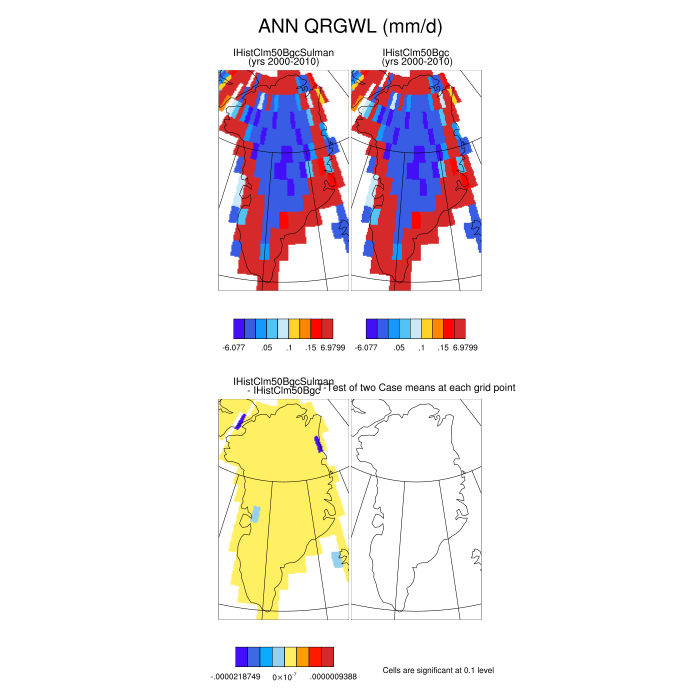 ANN QRGWL (mm/d)
IHistClm50BgcSulman
(yrs 2000-2010)
IHistClm50Bgc
(yrs 2000-2010)
-6.077 .05 .1 .15 6.9799
-6.077 .05 .1 .15 6.9799
IHistClm50BgcSulman
- IHistClm50Bgc
T-Test of two Case means at each grid point
-.0000218749 0×10⁻⁷ .0000009388
Cells are significant at 0.1 level